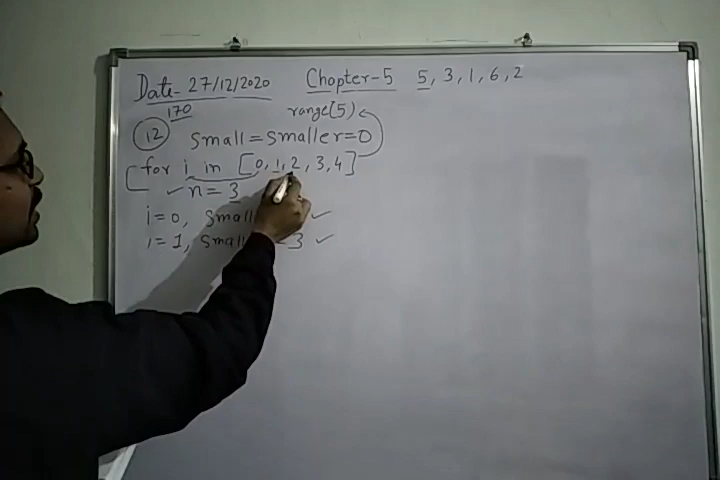 Date- 27/12/2020 Chapter-5 5, 3, 1, 6, 2
170 range(5)
12 small=smaller=0
for i in [0, 1, 2, 3, 4]
n= 3
i=0, small
i= 1, small 3